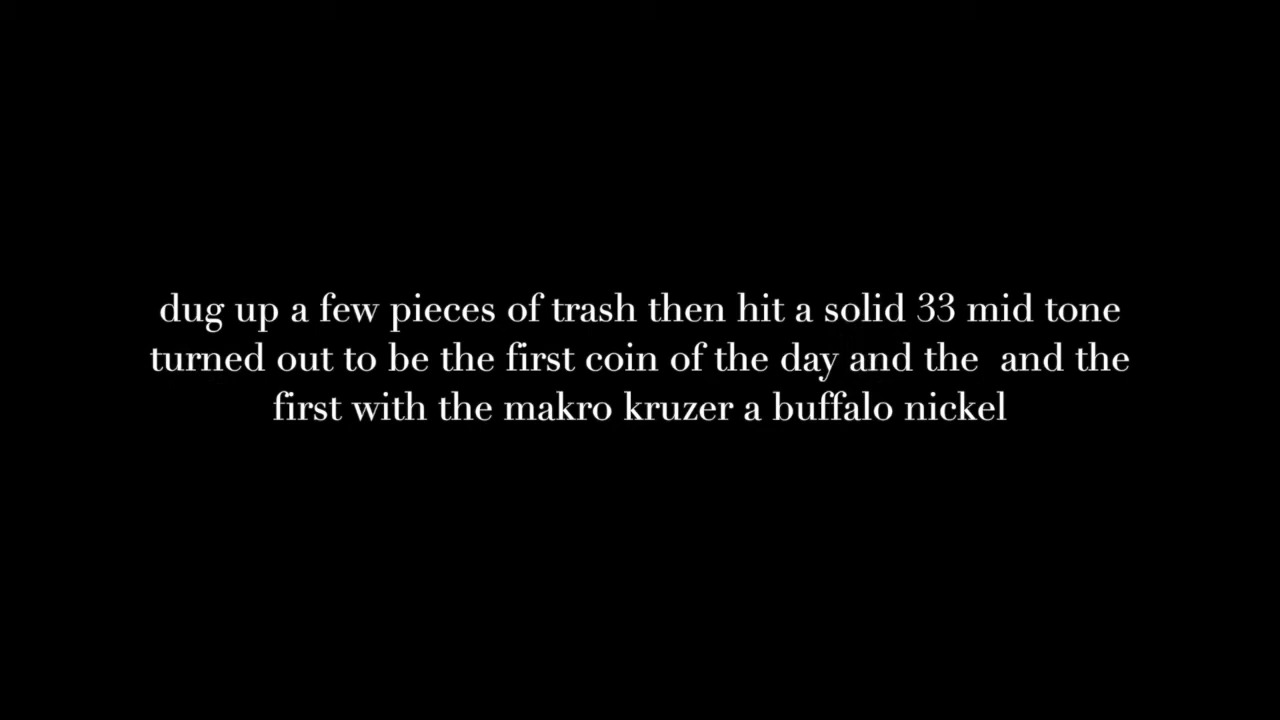 dug up a few pieces of trash then hit a solid 33 mid tone
turned out to be the first coin of the day and the  and the
first with the makro kruzer a buffalo nickel